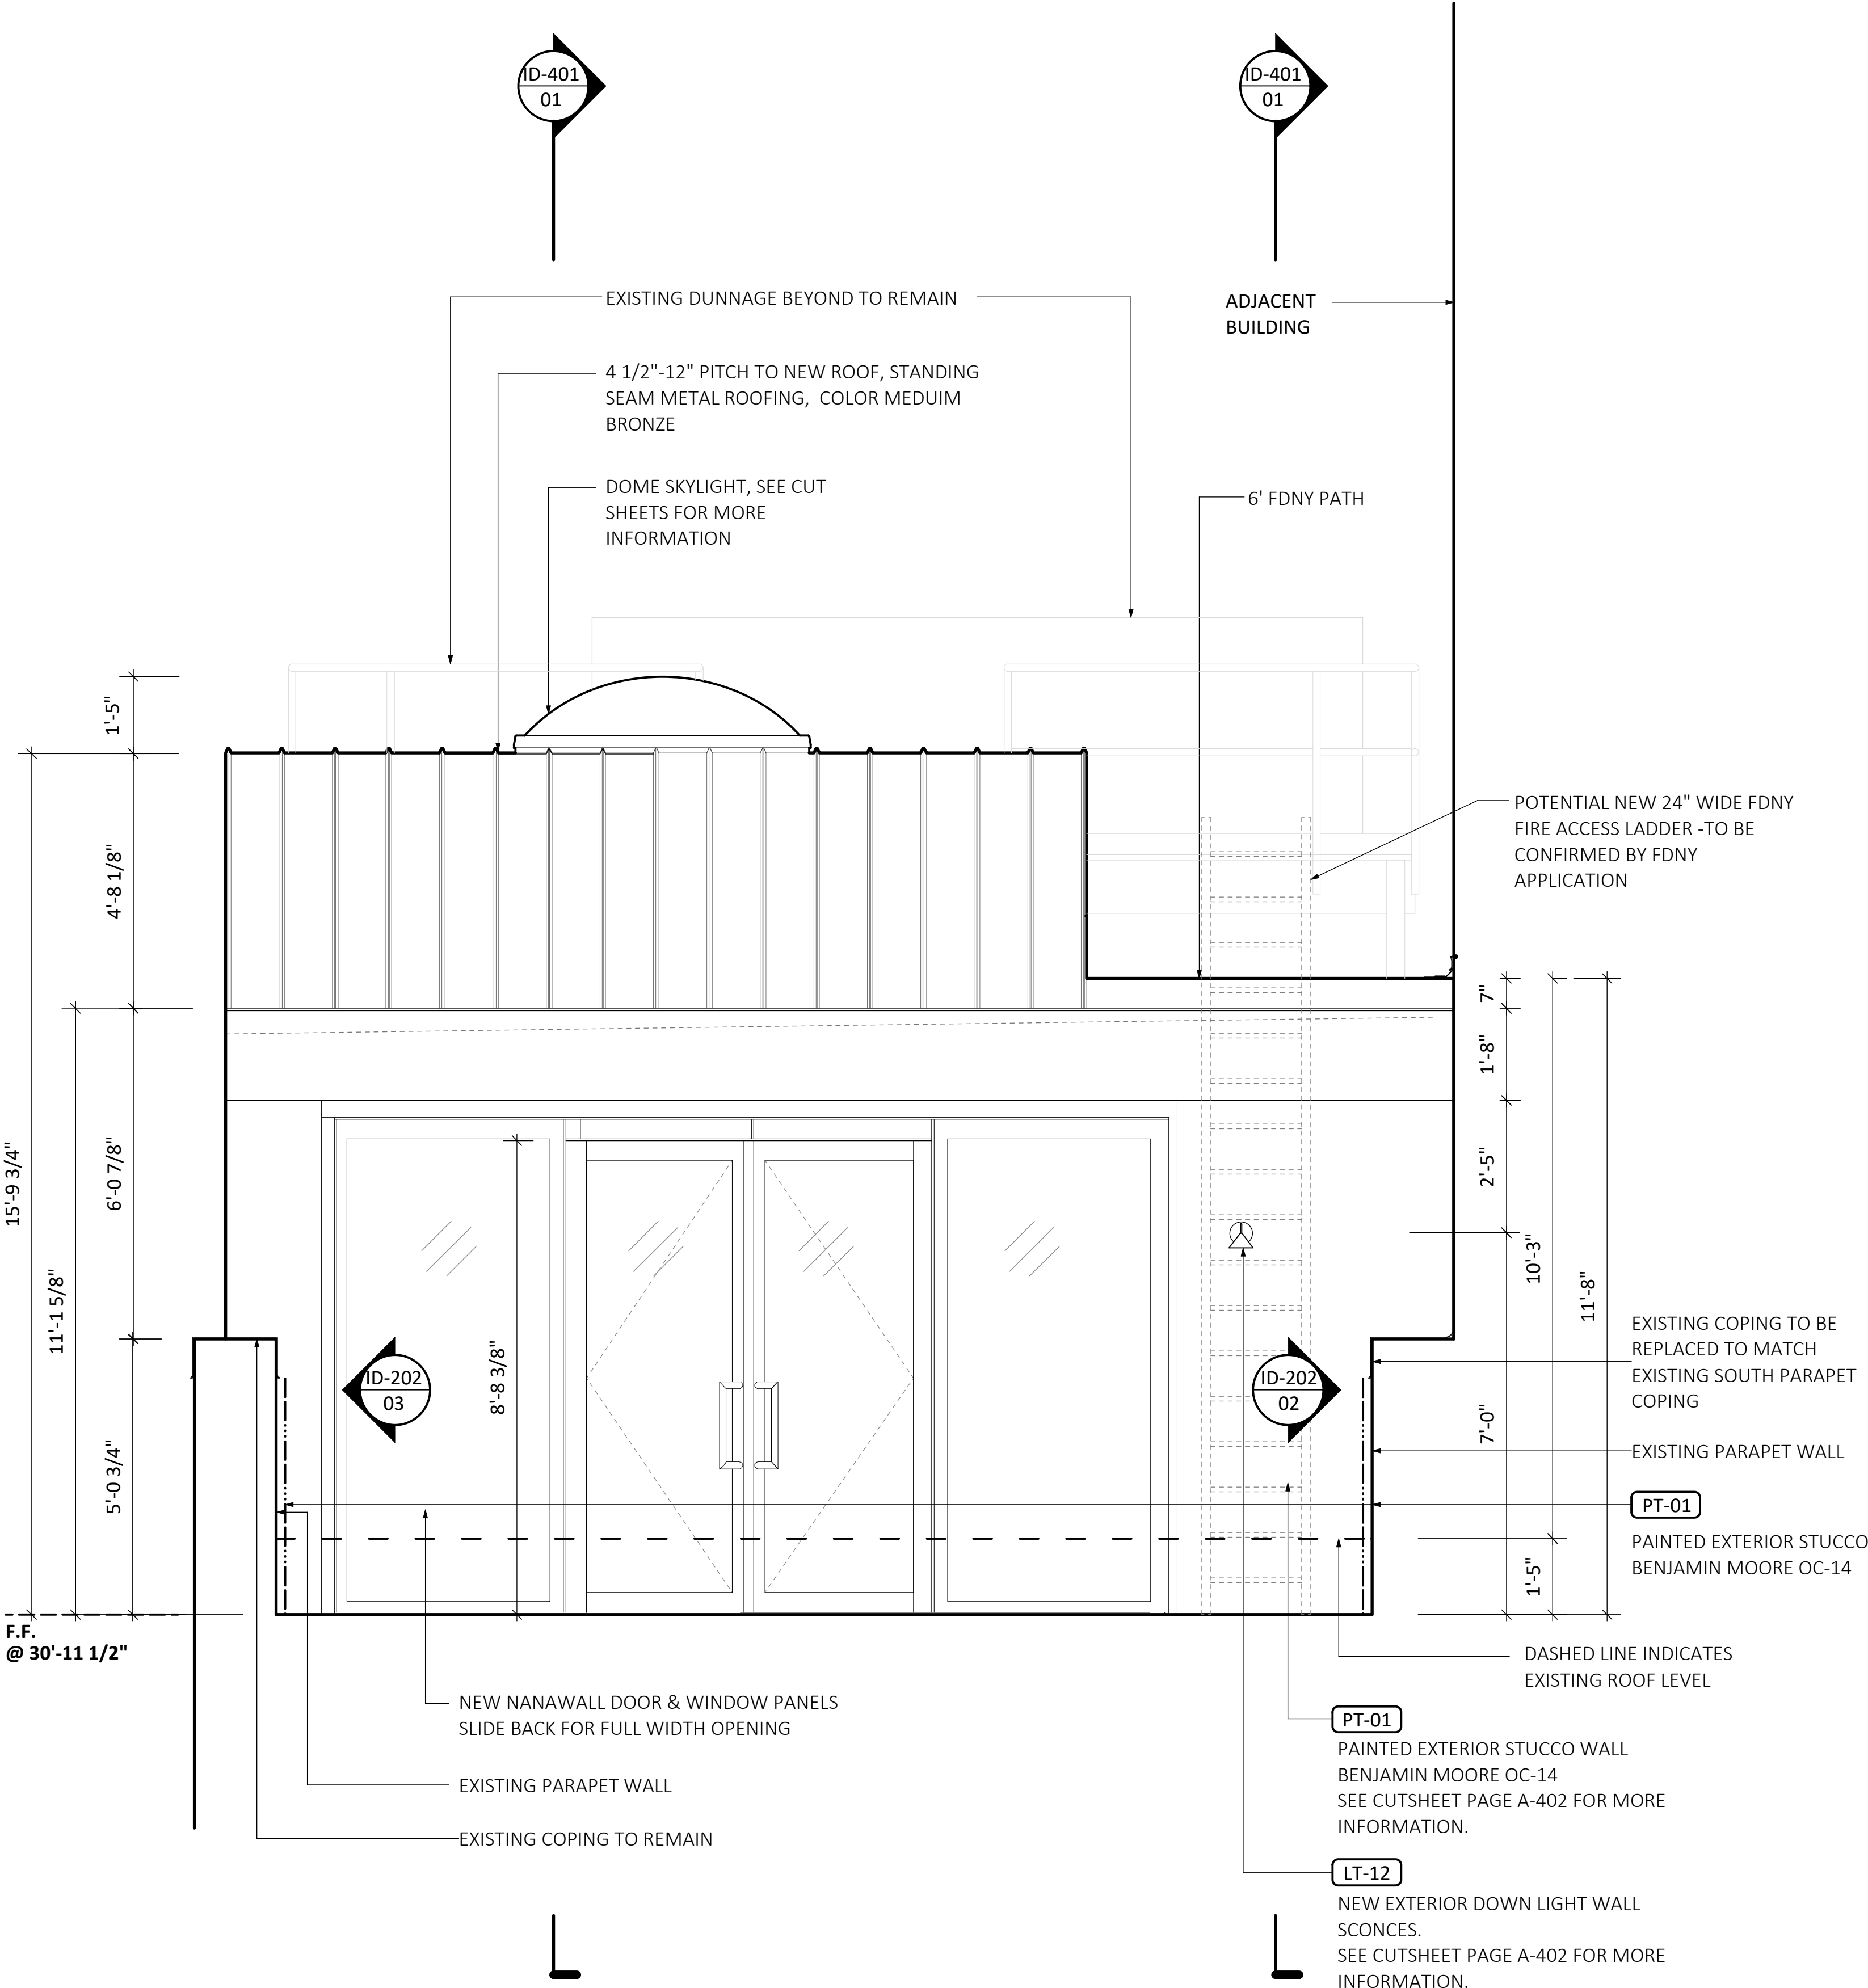 ID-401
01
ID-401
01
EXISTING DUNNAGE BEYOND TO REMAIN
ADJACENT
BUILDING
4 1/2"-12" PITCH TO NEW ROOF, STANDING
SEAM METAL ROOFING, COLOR MEDUIM
BRONZE
DOME SKYLIGHT, SEE CUT
SHEETS FOR MORE
INFORMATION
6' FDNY PATH
POTENTIAL NEW 24" WIDE FDNY
FIRE ACCESS LADDER -TO BE
CONFIRMED BY FDNY
APPLICATION
1'-5"
4'-8 1/8"
6'-0 7/8"
5'-0 3/4"
15'-9 3/4"
11'-1 5/8"
8'-8 3/8"
7"
1'-8"
2'-5"
7'-0"
10'-3"
1'-5"
11'-8"
ID-202
03
ID-202
02
EXISTING COPING TO BE
REPLACED TO MATCH
EXISTING SOUTH PARAPET
COPING
EXISTING PARAPET WALL
PT-01
PAINTED EXTERIOR STUCCO
BENJAMIN MOORE OC-14
F.F.
@ 30'-11 1/2"
DASHED LINE INDICATES
EXISTING ROOF LEVEL
NEW NANAWALL DOOR & WINDOW PANELS
SLIDE BACK FOR FULL WIDTH OPENING
EXISTING PARAPET WALL
EXISTING COPING TO REMAIN
PT-01
PAINTED EXTERIOR STUCCO WALL
BENJAMIN MOORE OC-14
SEE CUTSHEET PAGE A-402 FOR MORE
INFORMATION.
LT-12
NEW EXTERIOR DOWN LIGHT WALL
SCONCES.
SEE CUTSHEET PAGE A-402 FOR MORE
INFORMATION.